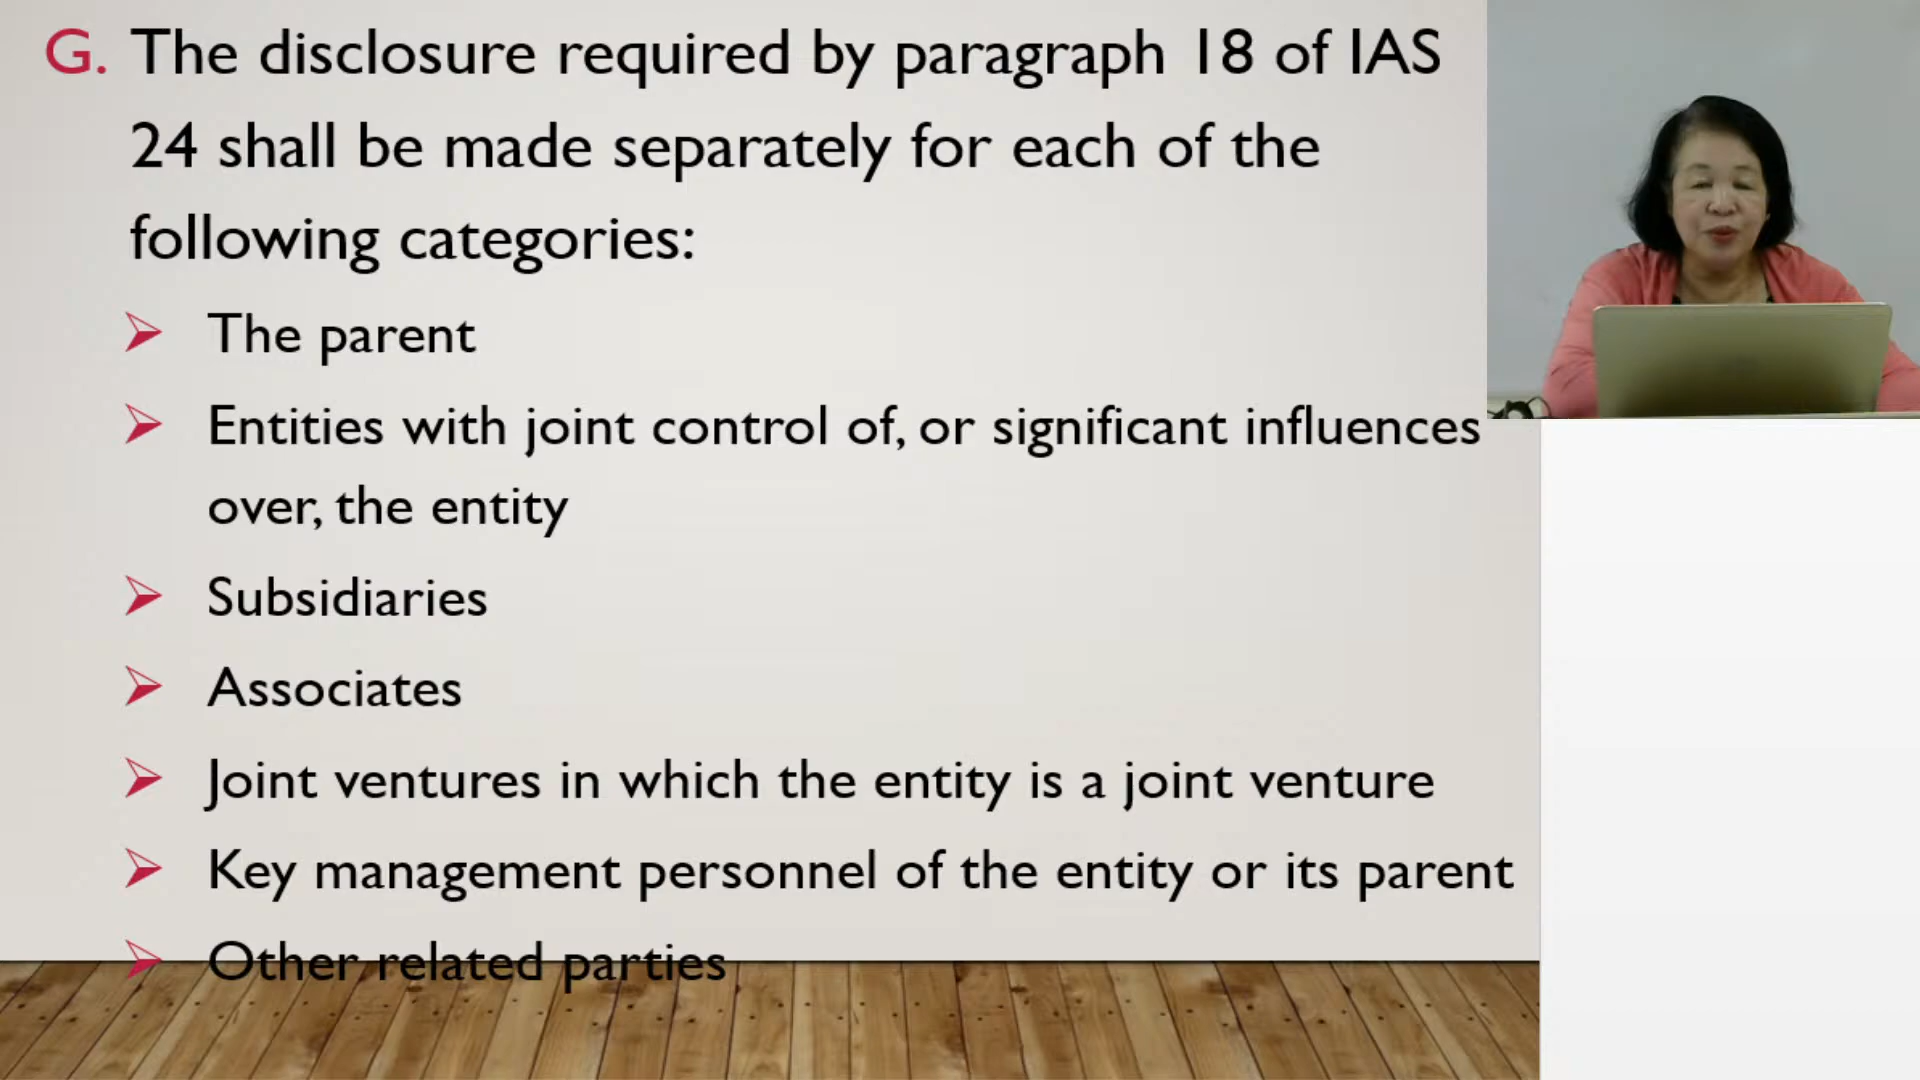 G. The disclosure required by paragraph 18 of IAS
24 shall be made separately for each of the
following categories:
The parent
Entities with joint control of, or significant influences
over, the entity
Subsidiaries
Associates
Joint ventures in which the entity is a joint venture
Key management personnel of the entity or its parent
Other related parties